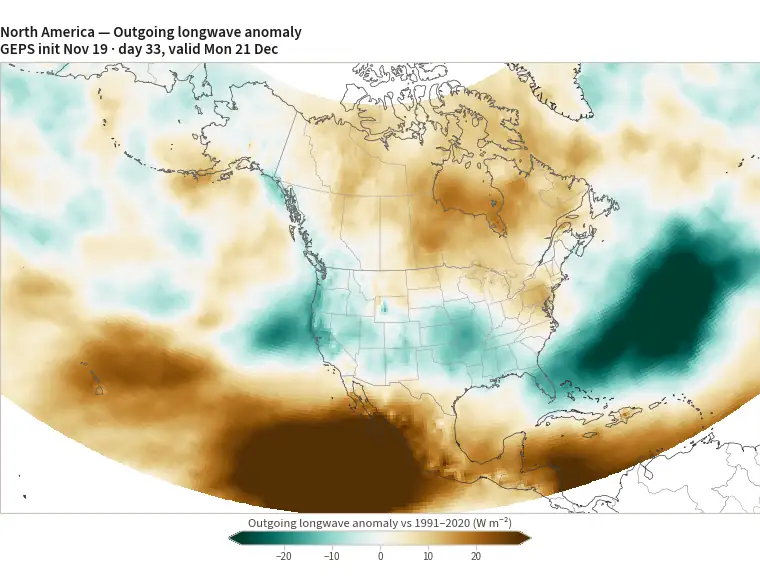 North America — Outgoing longwave anomaly
GEPS init Nov 19 · day 33, valid Mon 21 Dec
Outgoing longwave anomaly vs 1991–2020 (W m⁻²)
−20 −10 0 10 20